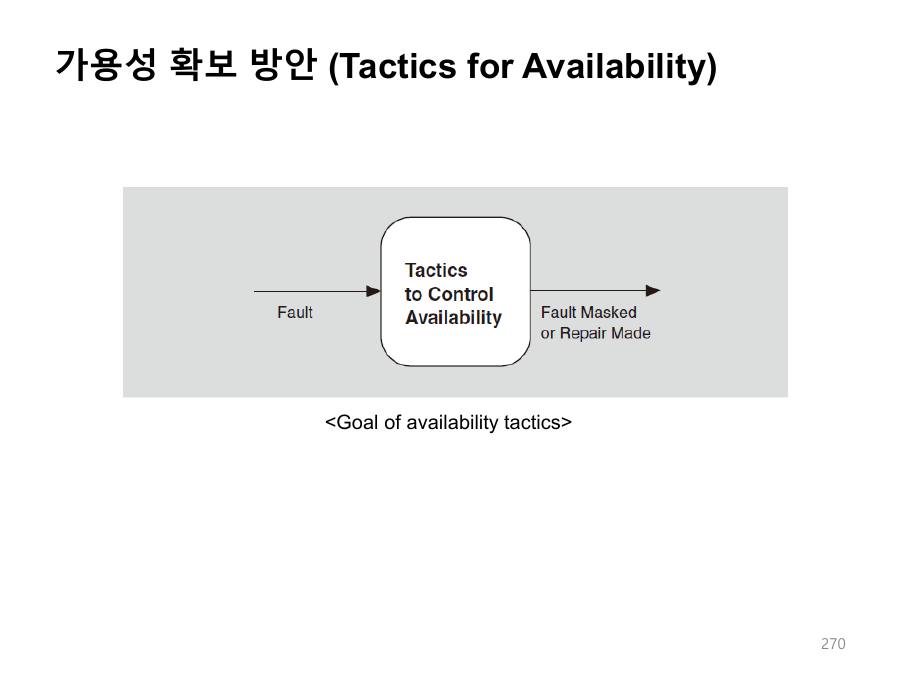 가용성 확보 방안 (Tactics for Availability)
Tactics
to Control
Availability
Fault
Fault Masked
or Repair Made
<Goal of availability tactics>
270